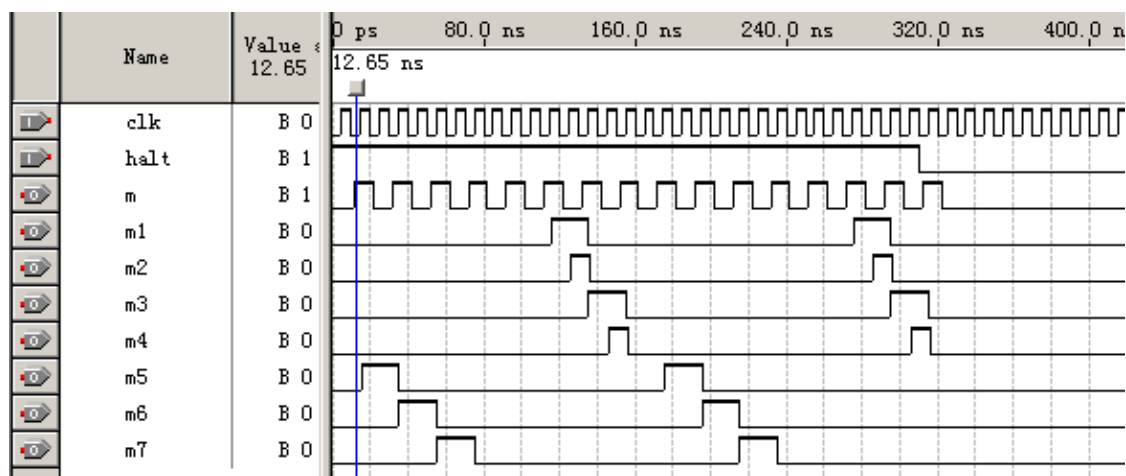 Name Value a 0 ps 80.0 ns 160.0 ns 240.0 ns 320.0 ns 400.0 n
12.65 12.65 ns
clk B 0
halt B 1
m B 1
m1 B 0
m2 B 0
m3 B 0
m4 B 0
m5 B 0
m6 B 0
m7 B 0